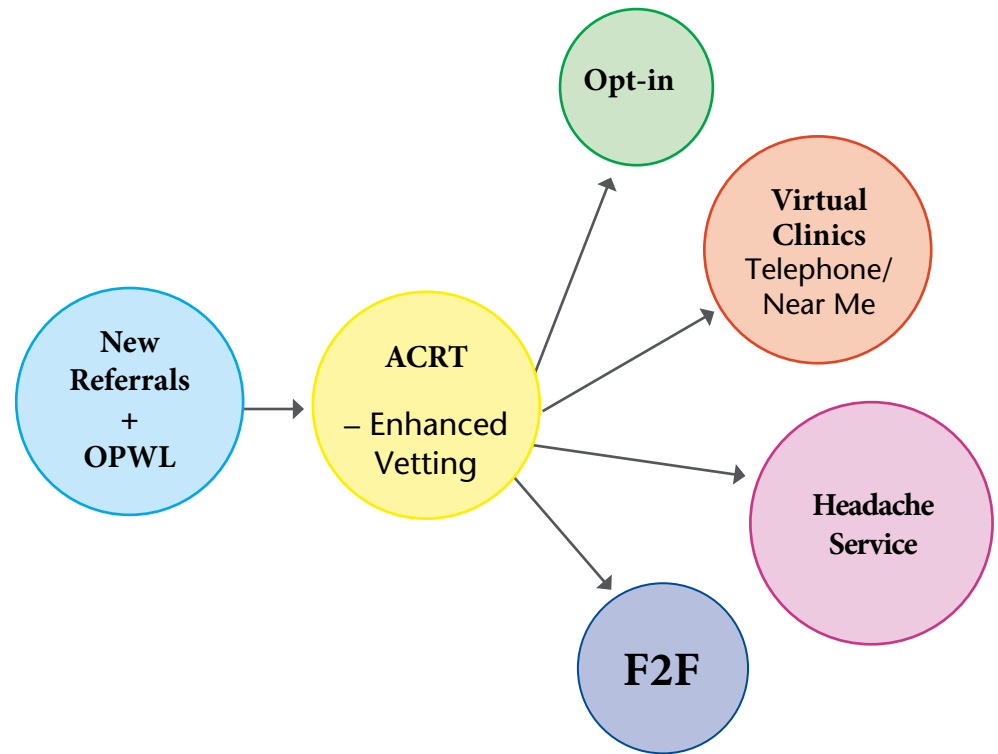 New
Referrals
+
OPWL
ACRT
– Enhanced
Vetting
Opt-in
Virtual
Clinics
Telephone/
Near Me
Headache
Service
F2F